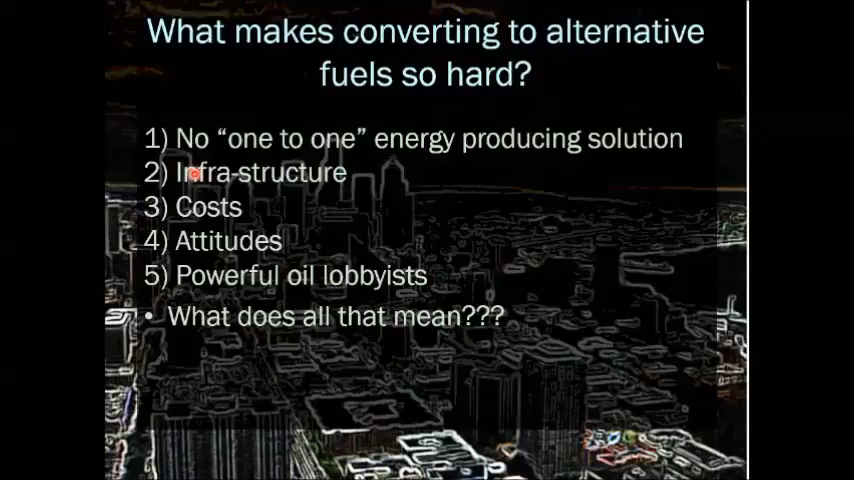 What makes converting to alternative
fuels so hard?
1) No “one to one” energy producing solution
2) Infra-structure
3) Costs
4) Attitudes
5) Powerful oil lobbyists
• What does all that mean???